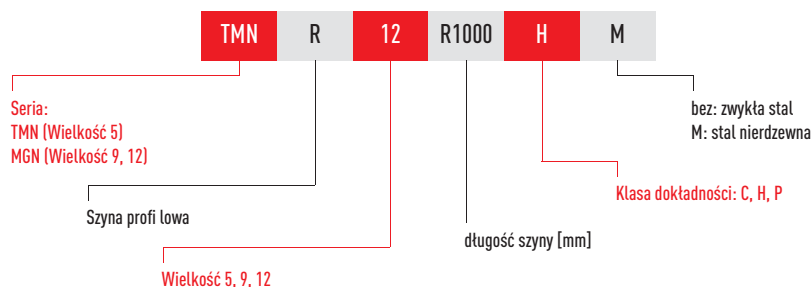 TMN R 12 R1000 H M
Seria:
TMN (Wielkość 5)
MGN (Wielkość 9, 12)
bez: zwykła stal
M: stal nierdzewna
Klasa dokładności: C, H, P
Szyna profi lowa
długość szyny [mm]
Wielkość 5, 9, 12